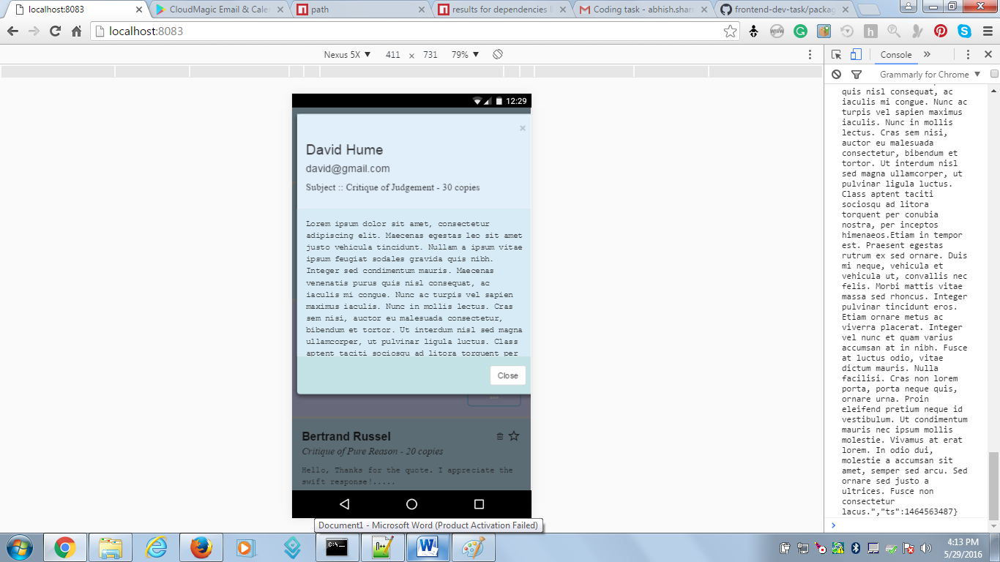 localhost:8083
CloudMagic Email & Cale
path
results for dependencies l
Coding task - abhish.shar
frontend-dev-task/packag
localhost:8083
Nexus 5X ▼ 411 × 731 79% ▼
Console »
Grammarly for Chrome ▼
12:29
×
David Hume
david@gmail.com
Subject :: Critique of Judgement - 30 copies
Lorem ipsum dolor sit amet, consectetur
adipiscing elit. Maecenas egestas leo sit amet
justo vehicula tincidunt. Nullam a ipsum vitae
ipsum feugiat sodales gravida quis nibh.
Integer sed condimentum mauris. Maecenas
venenatis purus quis nisl consequat, ac
iaculis mi congue. Nunc ac turpis vel sapien
maximus iaculis. Nunc in mollis lectus. Cras
sem nisi, auctor eu malesuada consectetur,
bibendum et tortor. Ut interdum nisl sed magna
ullamcorper, ut pulvinar ligula luctus. Class
aptent taciti sociosqu ad litora torquent per
Close
Bertrand Russel
Critique of Pure Reason - 20 copies
Hello, Thanks for the quote. I appreciate the
swift response!.....
quis nisl consequat, ac
iaculis mi congue. Nunc ac
turpis vel sapien maximus
iaculis. Nunc in mollis
lectus. Cras sem nisi,
auctor eu malesuada
consectetur, bibendum et
tortor. Ut interdum nisl
sed magna ullamcorper, ut
pulvinar ligula luctus.
Class aptent taciti
sociosqu ad litora
torquent per conubia
nostra, per inceptos
himenaeos.Etiam in tempor
est. Praesent egestas
rutrum ex sed ornare. Duis
mi neque, vehicula et
vehicula ut, convallis nec
felis. Morbi mattis vitae
massa sed rhoncus. Integer
pulvinar tincidunt eros.
Etiam ornare metus ac
viverra placerat. Integer
vel nunc et quam varius
accumsan at in nibh. Fusce
at luctus odio, vitae
dictum mauris. Nulla
facilisi. Cras non lorem
porta, porta neque quis,
ornare urna. Proin
eleifend pretium neque id
vestibulum. Ut condimentum
mauris nec ipsum mollis
molestie. Vivamus at erat
lorem. In odio dui,
molestie a accumsan sit
amet, semper sed arcu. Sed
ornare sed justo a
ultrices. Fusce non
consectetur
lacus.","ts":1464563487}
Document1 - Microsoft Word (Product Activation Failed)
4:13 PM
5/29/2016